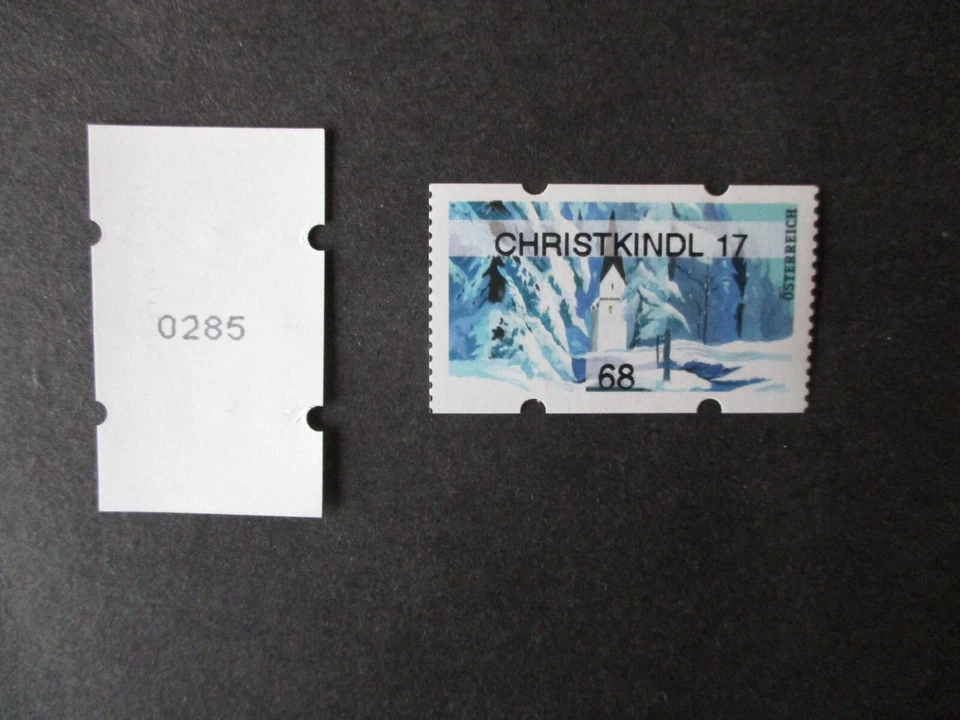 0285
CHRISTKINDL 17
68
ÖSTERREICH